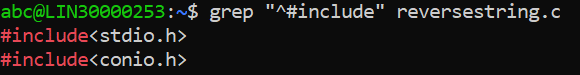 abc@LIN30000253:~$ grep "^#include" reversestring.c
#include<stdio.h>
#include<conio.h>